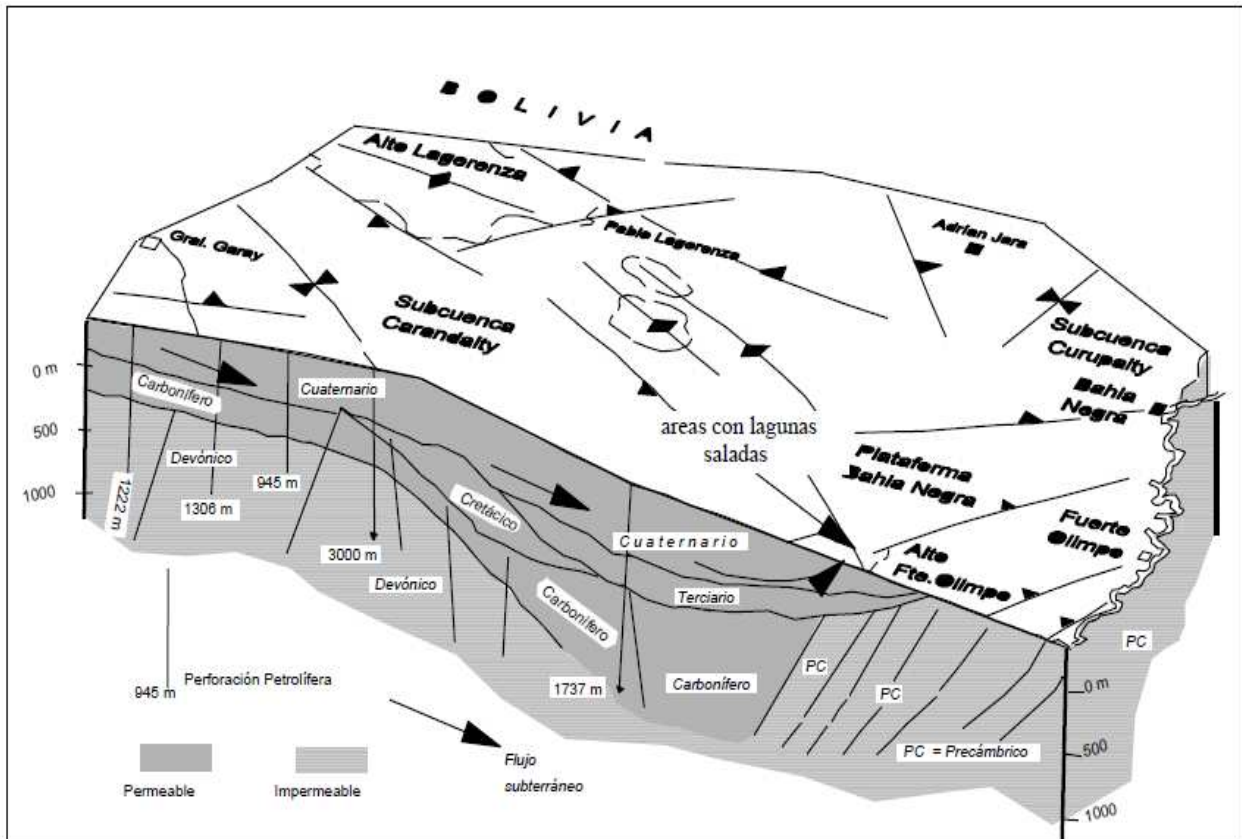 BOLIVIA
Alto Lagerenza
Gral. Garay
Pablo Lagerenza
Adrian Jara
Subcuenca
Carandaity
Subcuenca
Curupaity
Bahia
Negra
areas con lagunas
saladas
Plataforma
Bahia Negra
Fuerte
Olimpo
Alto
Fte. Olimpo
0 m
500
1000
Carbonífero
Cuaternario
Devónico
1222 m
1306 m
945 m
3000 m
Cretácico
Cuaternario
Devónico
Carbonífero
Terciario
1737 m
Carbonífero
PC
PC
PC
PC = Precámbrico
0 m
500
1000
945 m
Perforación Petrolífera
Flujo
subterráneo
Permeable
Impermeable